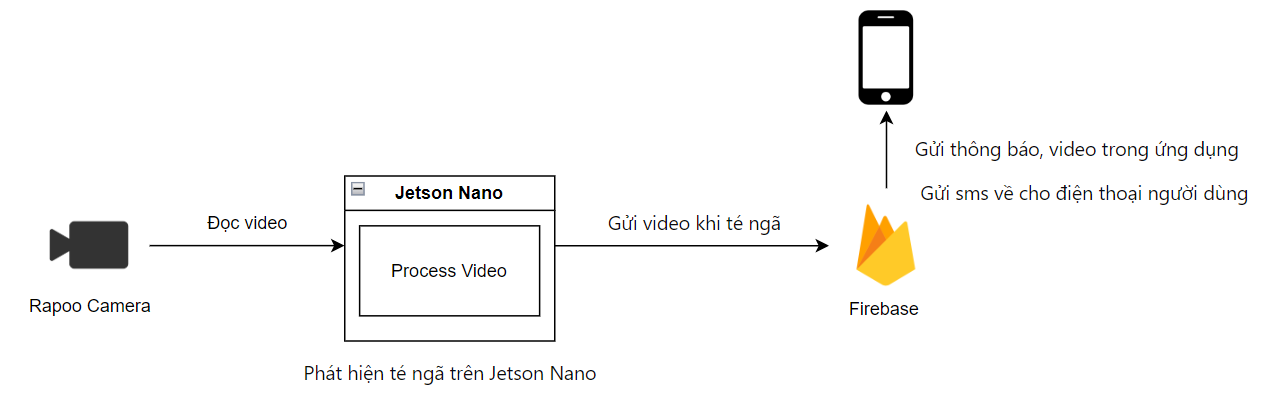 Gửi thông báo, video trong ứng dụng
Gửi sms về cho điện thoại người dùng
Jetson Nano
Đọc video
Gửi video khi té ngã
Process Video
Rapoo Camera
Firebase
Phát hiện té ngã trên Jetson Nano